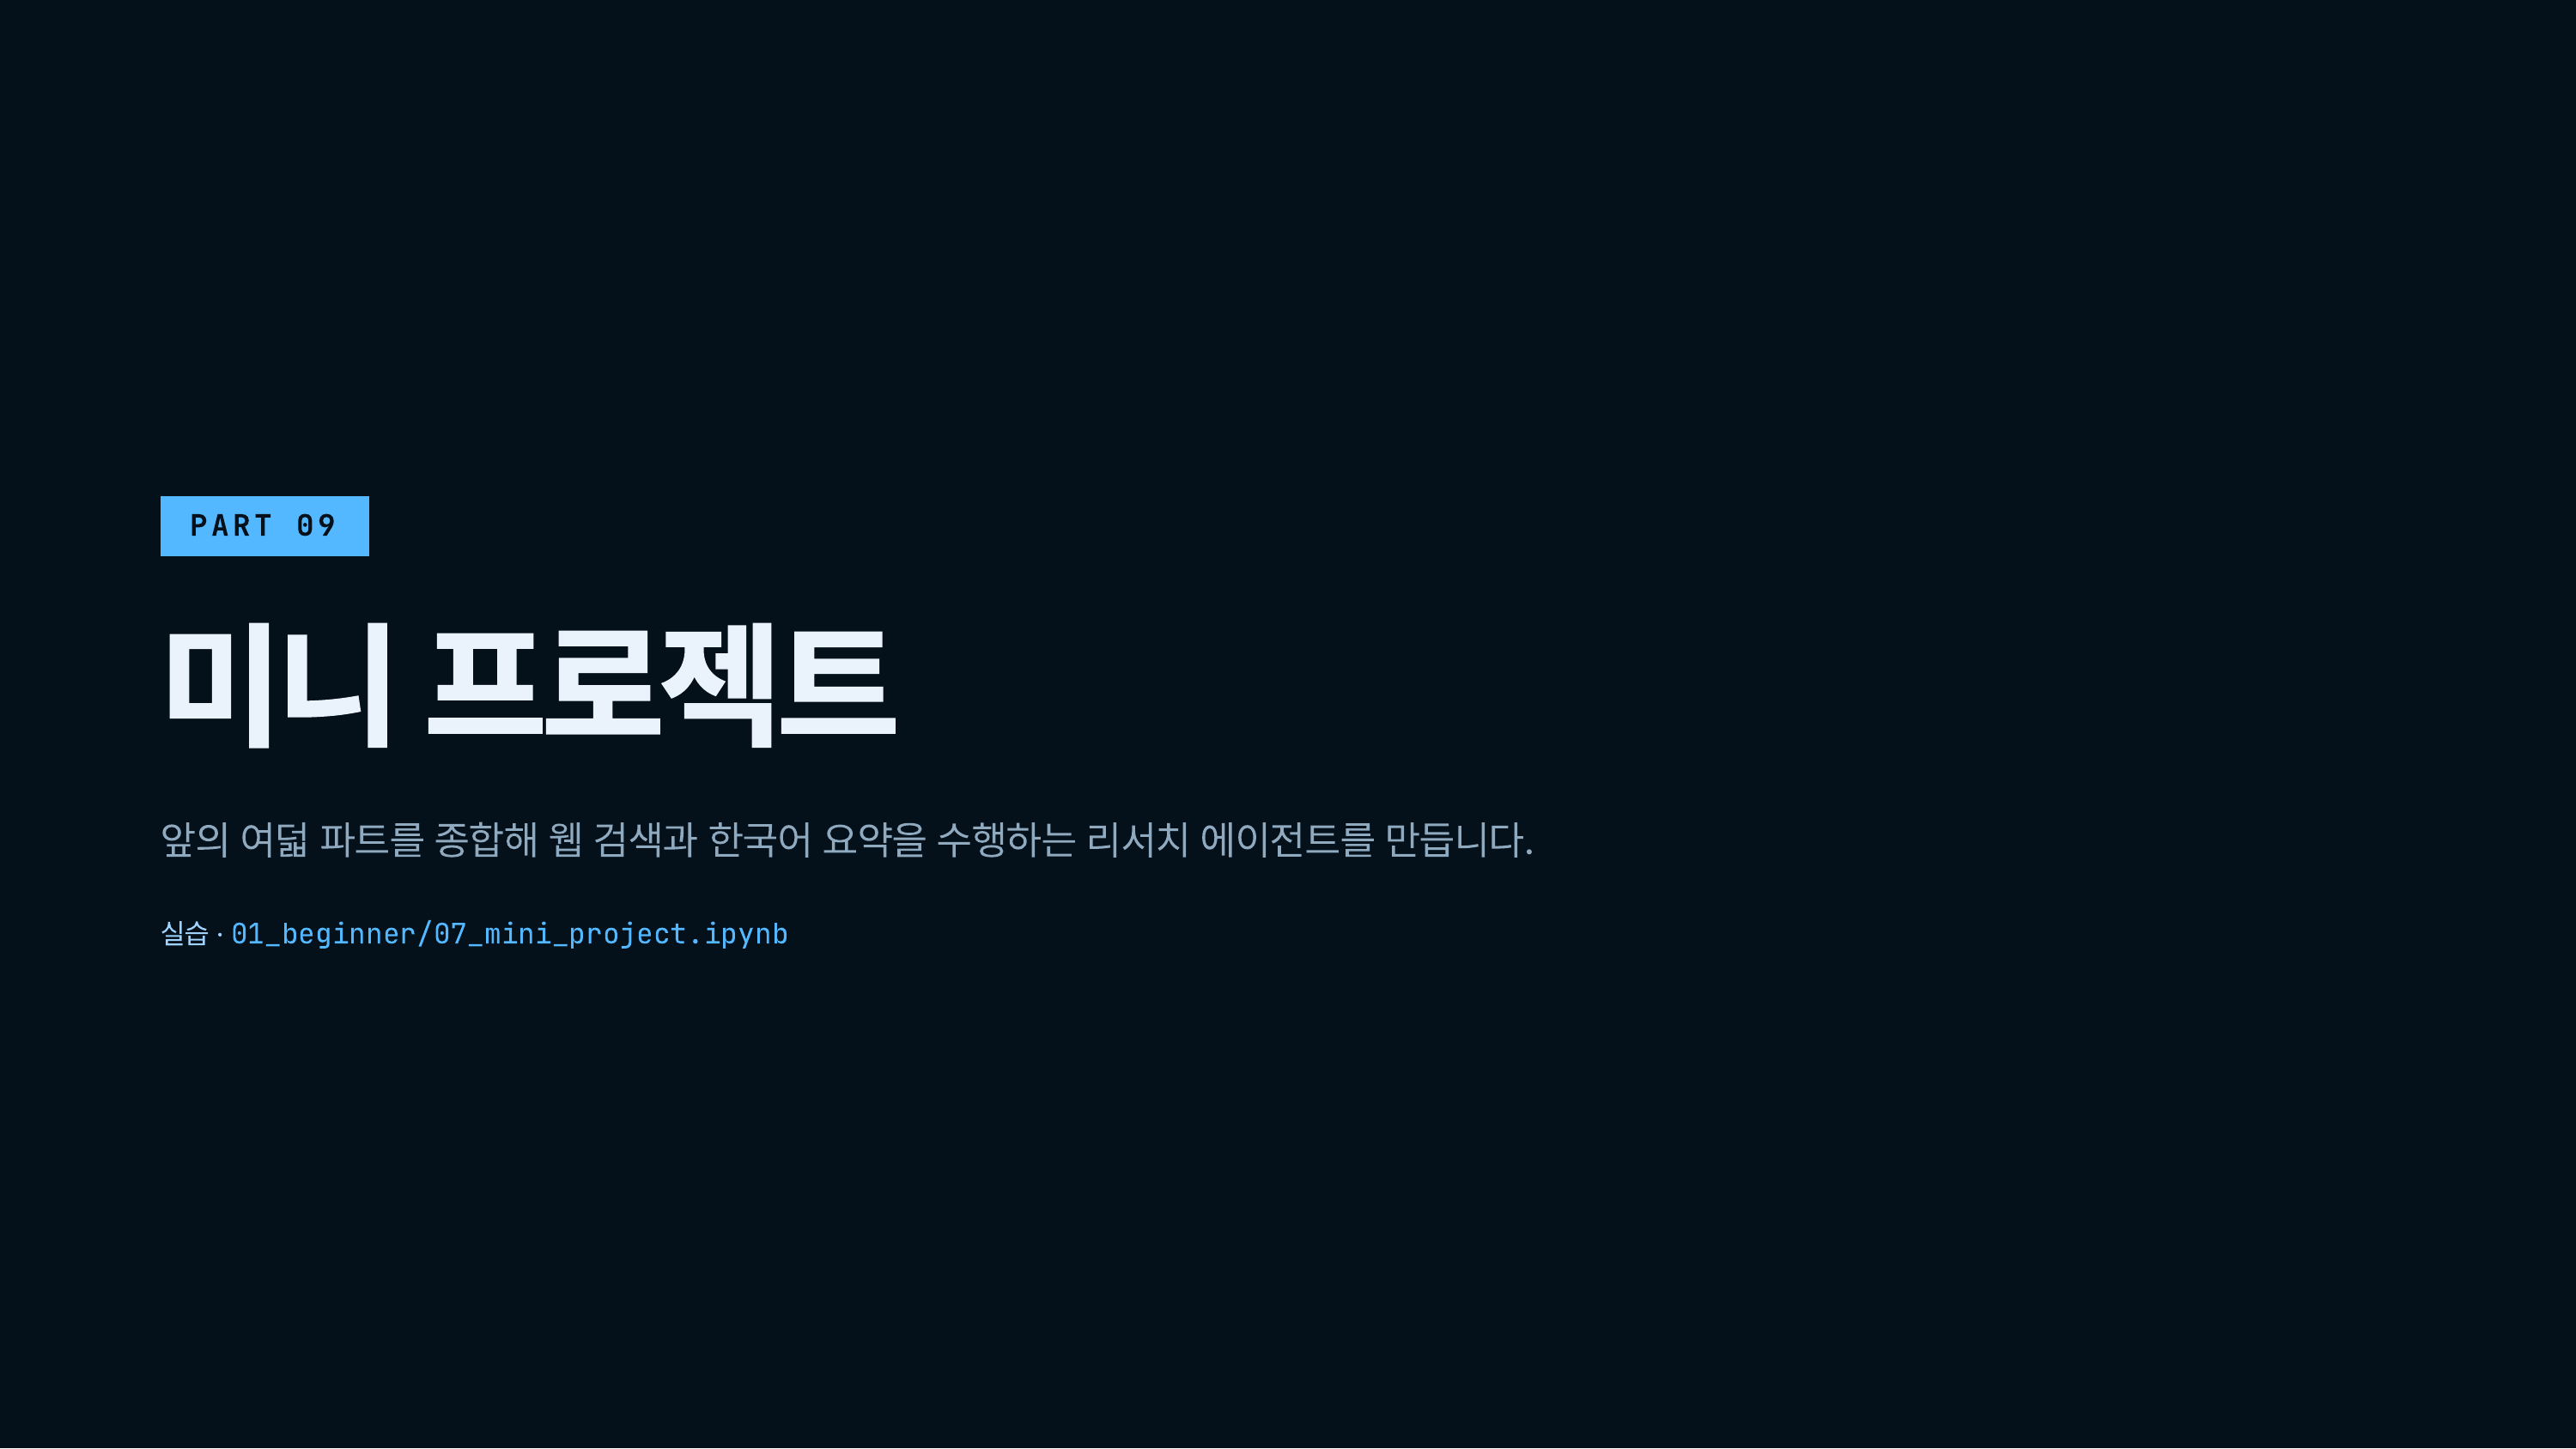 PART 09
미니 프로젝트
앞의 여덟 파트를 종합해 웹 검색과 한국어 요약을 수행하는 리서치 에이전트를 만듭니다.
실습 · 01_beginner/07_mini_project.ipynb